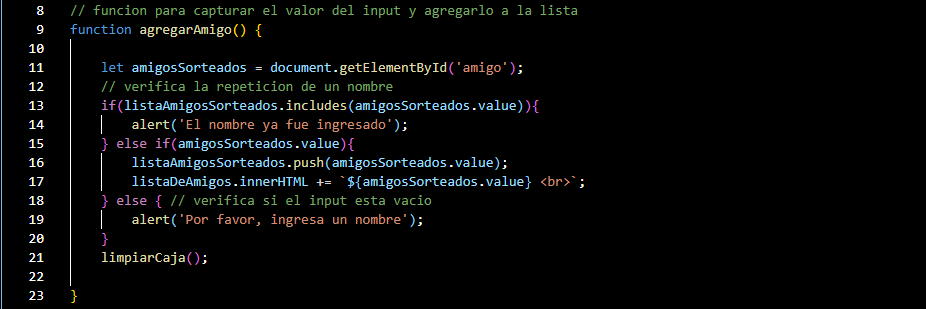 8 // funcion para capturar el valor del input y agregarlo a la lista
9 function agregarAmigo() {
10
11 let amigosSorteados = document.getElementById('amigo');
12 // verifica la repeticion de un nombre
13 if(listaAmigosSorteados.includes(amigosSorteados.value)){
14 alert('El nombre ya fue ingresado');
15 } else if(amigosSorteados.value){
16 listaAmigosSorteados.push(amigosSorteados.value);
17 listaDeAmigos.innerHTML += `${amigosSorteados.value} <br>`;
18 } else { // verifica si el input esta vacio
19 alert('Por favor, ingresa un nombre');
20 }
21 limpiarCaja();
22
23 }